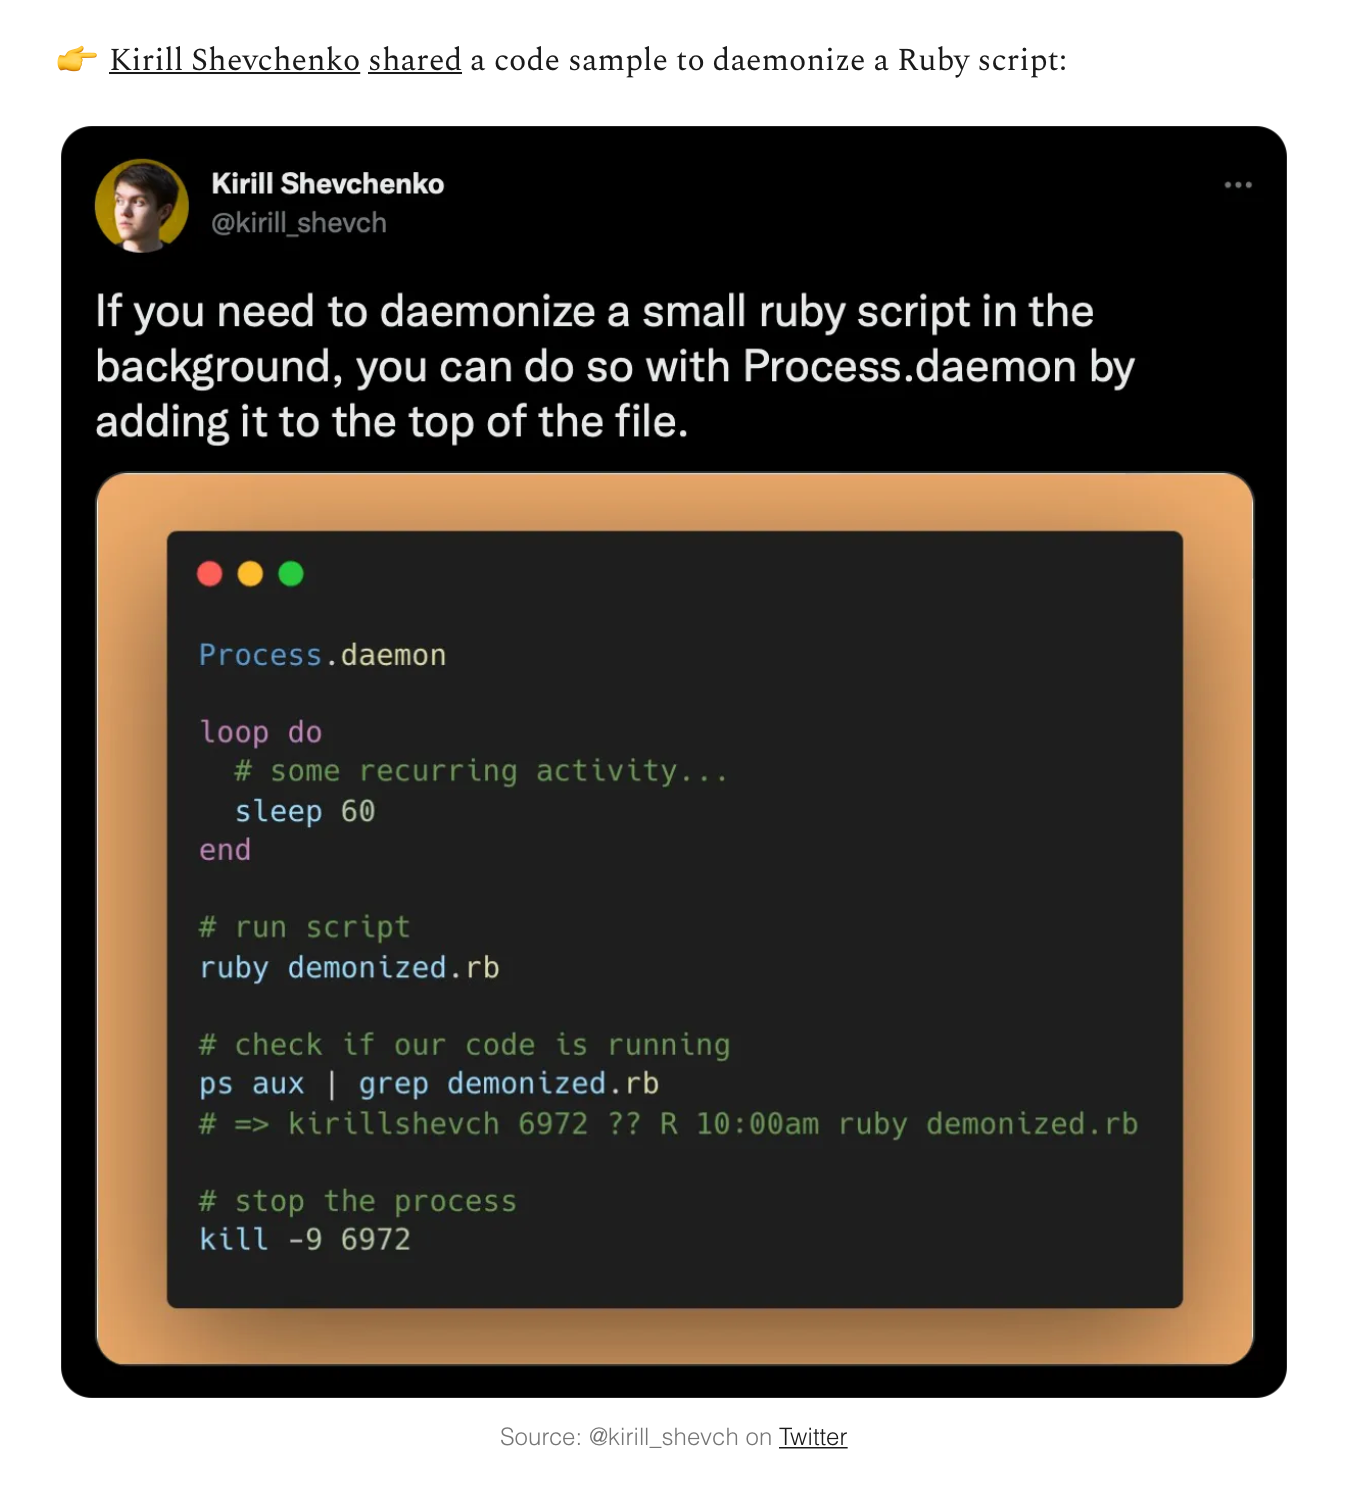 👉 Kirill Shevchenko shared a code sample to daemonize a Ruby script:
Kirill Shevchenko
@kirill_shevch
If you need to daemonize a small ruby script in the
background, you can do so with Process.daemon by
adding it to the top of the file.
Process.daemon
loop do
  # some recurring activity...
  sleep 60
end
# run script
ruby demonized.rb
# check if our code is running
ps aux | grep demonized.rb
# => kirillshevch 6972 ?? R 10:00am ruby demonized.rb
# stop the process
kill -9 6972
Source: @kirill_shevch on Twitter